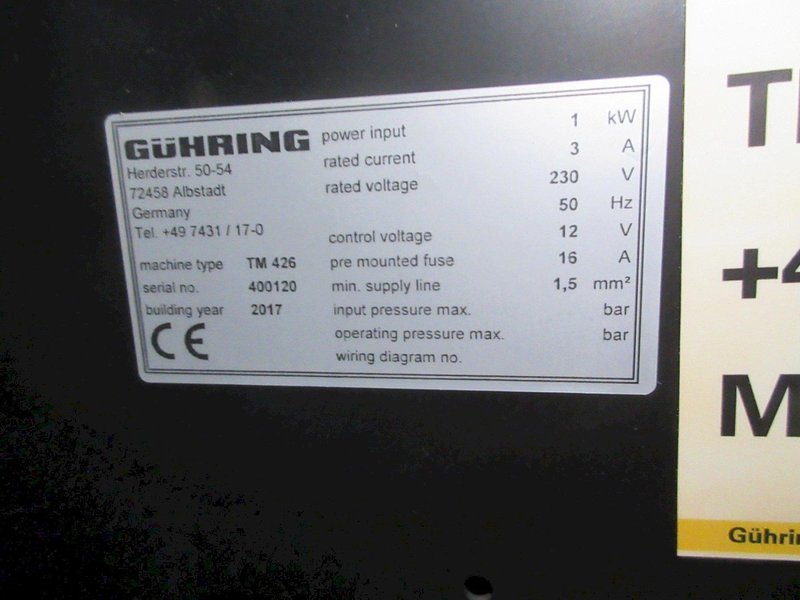 GÜHRING
Herderstr. 50-54
72458 Albstadt
Germany
Tel. +49 7431 / 17-0
machine type TM 426
serial no. 400120
building year 2017
CE
power input 1 kW
rated current 3 A
rated voltage 230 V
50 Hz
control voltage 12 V
pre mounted fuse 16 A
min. supply line 1,5 mm²
input pressure max. bar
operating pressure max. bar
wiring diagram no.
+4
M